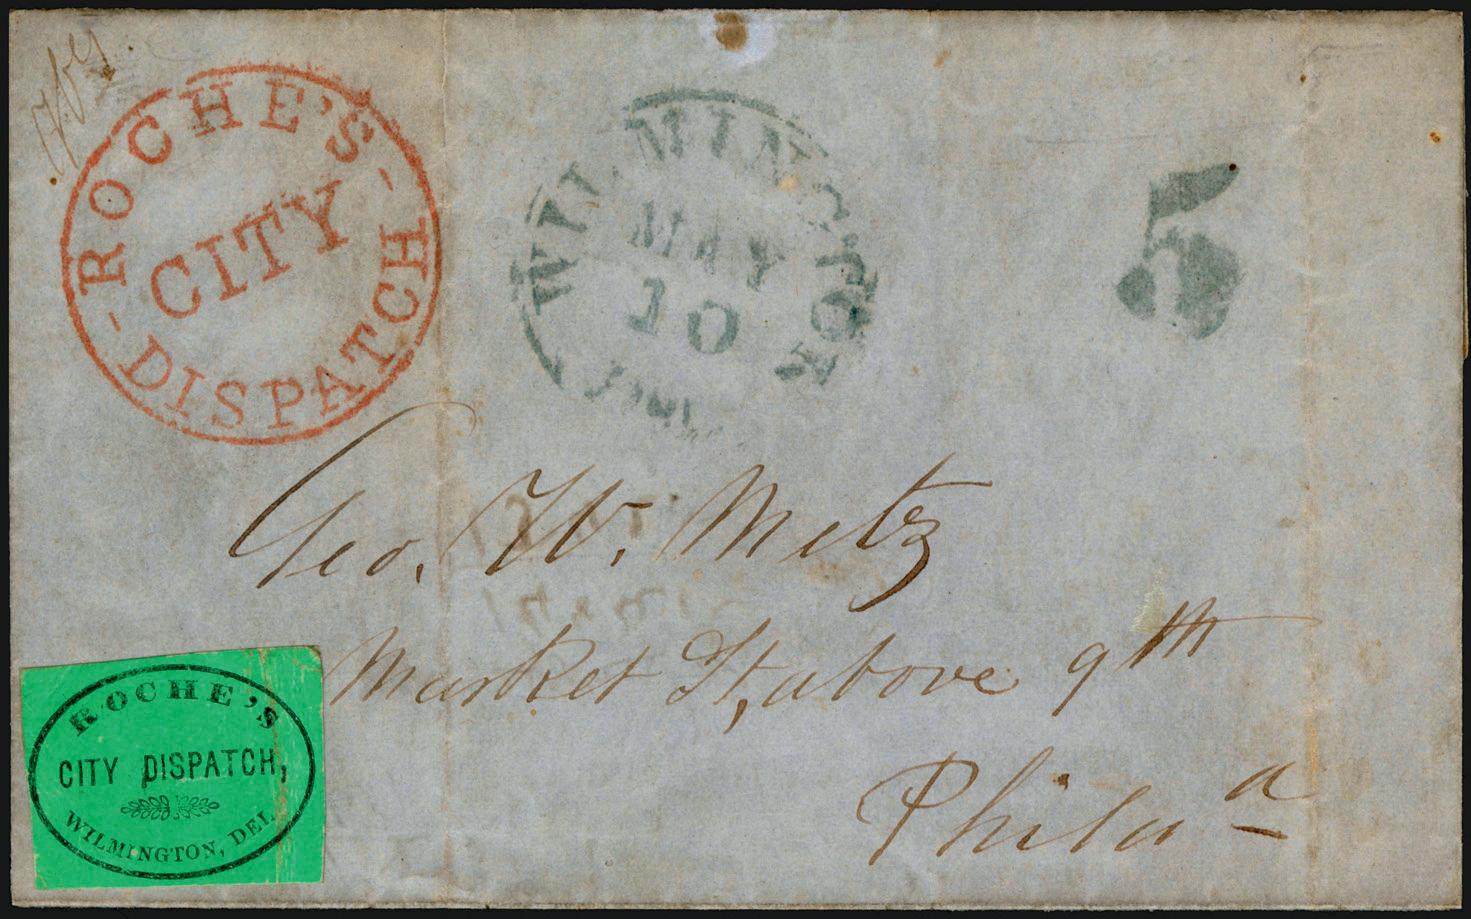 ROCHE'S
CITY
DISPATCH
WILMINGTON
MAY
10
5
Geo. W. Metz
Market St, above 9th
Phila
ROCHE'S
CITY DISPATCH,
WILMINGTON, DEL